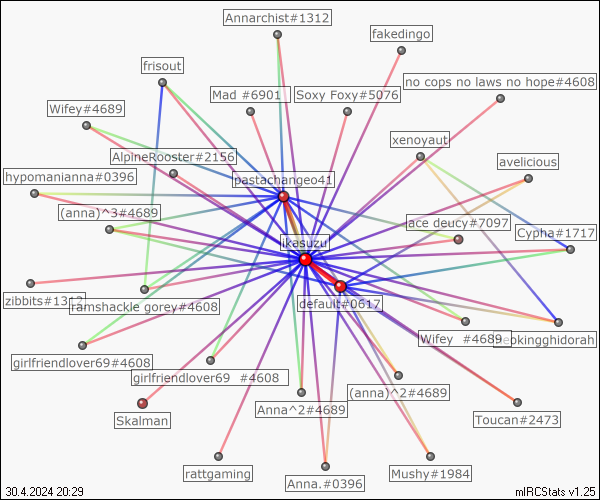 Annarchist#1312
fakedingo
frisout
no cops no laws no hope#4608
Mad #6901
Soxy Foxy#5076
Wifey#4689
xenoyaut
AlpineRooster#2156
avelicious
hypomanianna#0396
pastachangeo41
(anna)^3#4689
ace deucy#7097
Cypha#1717
ikasuzu
zibbits#1312
ramshackle gorey#4608
default#0617
Wifey #4689
eokingghidorah
girlfriendlover69#4608
girlfriendlover69 #4608
(anna)^2#4689
Anna^2#4689
Skalman
Toucan#2473
rattgaming
Anna.#0396
Mushy#1984
30.4.2024 20:29
mIRCStats v1.25